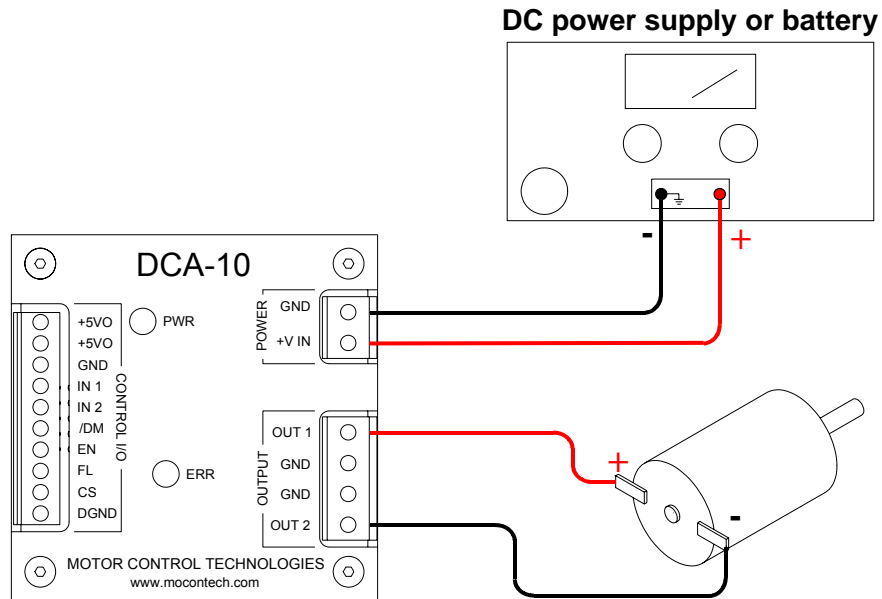 DC power supply or battery
- +
DCA-10
PWR
ERR
POWER
GND
+V IN
CONTROL I/O
+5VO
+5VO
GND
IN 1
IN 2
/DM
EN
FL
CS
DGND
OUTPUT
OUT 1
GND
GND
OUT 2
+
-
MOTOR CONTROL TECHNOLOGIES
www.mocontech.com